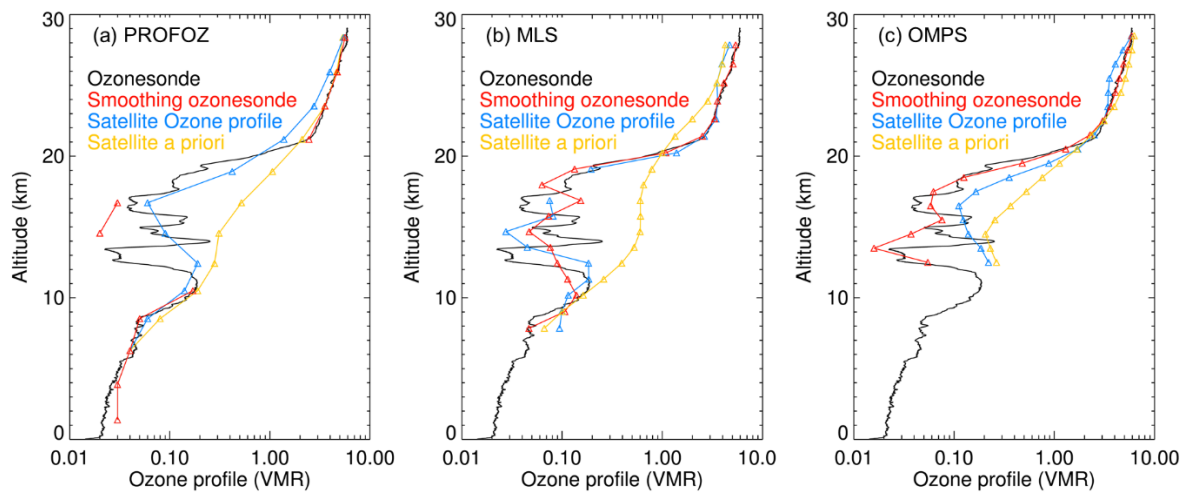 (a) PROFOZ
Ozonesonde
Smoothing ozonesonde
Satellite Ozone profile
Satellite a priori
Altitude (km)
30
20
10
0
0.01
0.10
1.00
10.00
Ozone profile (VMR)
(b) MLS
Ozonesonde
Smoothing ozonesonde
Satellite Ozone profile
Satellite a priori
Altitude (km)
30
20
10
0
0.01
0.10
1.00
10.00
Ozone profile (VMR)
(c) OMPS
Ozonesonde
Smoothing ozonesonde
Satellite Ozone profile
Satellite a priori
Altitude (km)
30
20
10
0
0.01
0.10
1.00
10.00
Ozone profile (VMR)